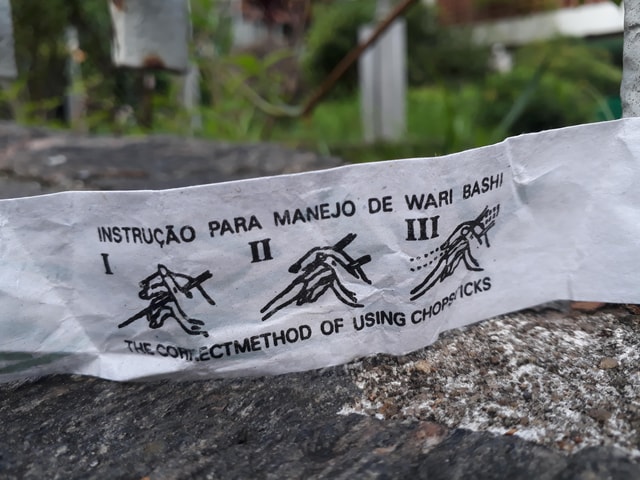 INSTRUÇÃO PARA MANEJO DE WARI BASHI
I II III
THE CORRECTMETHOD OF USING CHOPSTICKS